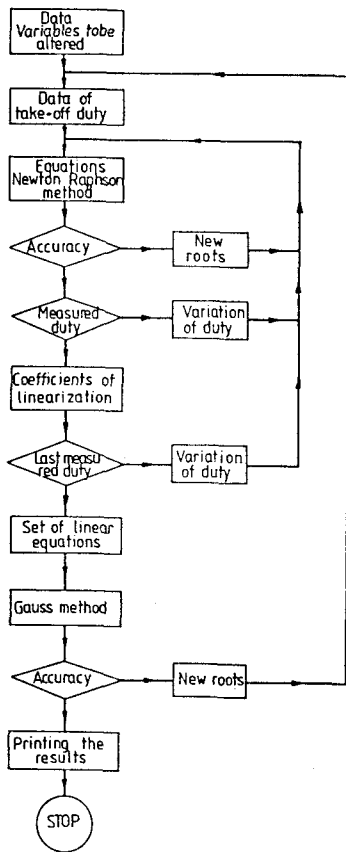 Data
Variables tobe
altered
Data of
take-off duty
Equations
Newton Raphson
method
Accuracy
New
roots
Measured
duty
Variation
of duty
Coefficients of
linearization
Last measu
red duty
Variation
of duty
Set of linear
equations
Gauss method
Accuracy
New roots
Printing the
results
STOP